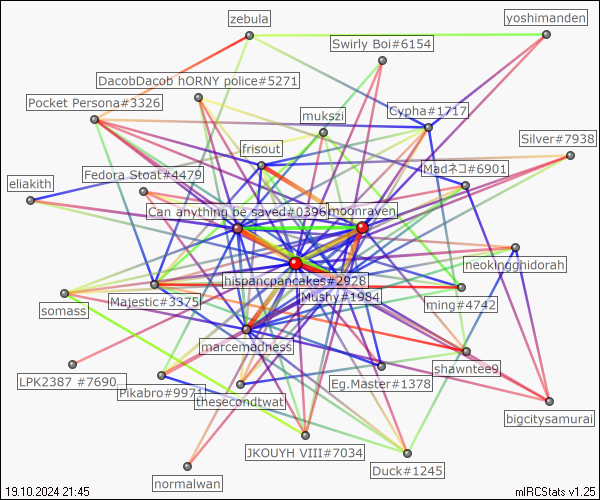 zebula
yoshimanden
Swirly Boi#6154
DacobDacob hORNY police#5271
Pocket Persona#3326
mukszi
Cypha#1717
Silver#7938
frisout
Fedora Stoat#4479
Madネコ#6901
eliakith
Can anything be saved#0396
moonraven
neokingghidorah
hispancpancakes#2928
Mushy#1984
Majestic#3375
ming#4742
somass
marcemadness
shawntee9
LPK2387 #7690
Eg.Master#1378
Pikabro#9971
thesecondtwat
bigcitysamurai
JKOUYH VIII#7034
Duck#1245
normalwan
19.10.2024 21:45
mIRCStats v1.25